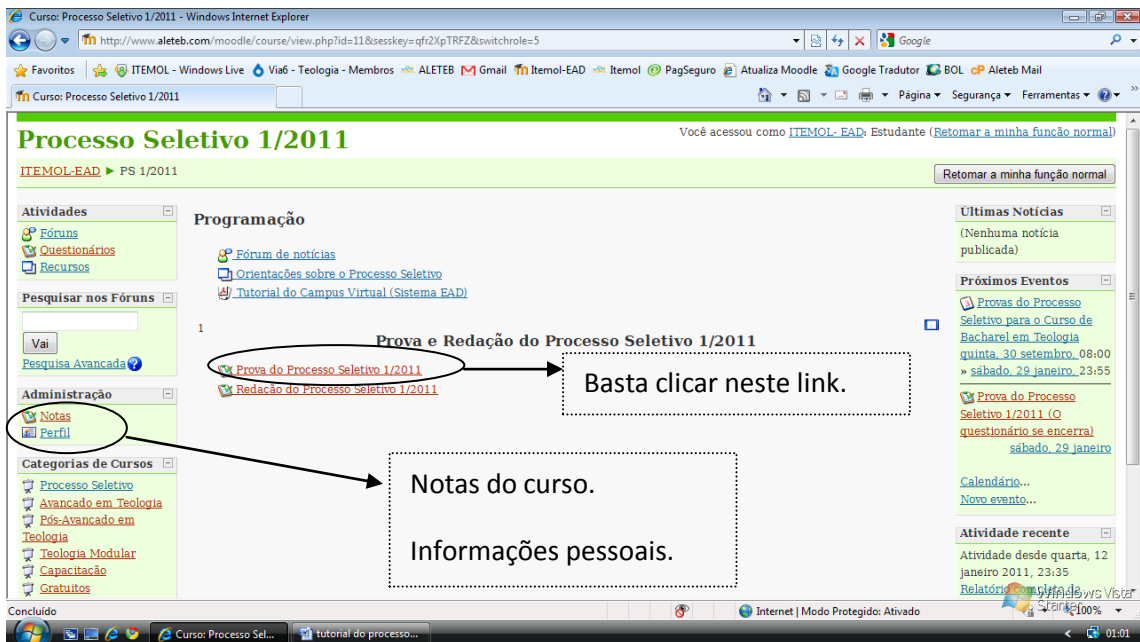 Curso: Processo Seletivo 1/2011 - Windows Internet Explorer
http://www.aleteb.com/moodle/course/view.php?id=11&sesskey=qfr2XpTRFZ&switchrole=5
Google
Favoritos
ITEMOL - Windows Live
Via6 - Teologia - Membros
ALETEB
Gmail
Itemol-EAD
Itemol
PagSeguro
Atualiza Moodle
Google Tradutor
BOL
Aleteb Mail
Curso: Processo Seletivo 1/2011
Página
Segurança
Ferramentas
Processo Seletivo 1/2011
Você acessou como ITEMOL- EAD: Estudante (Retomar a minha função normal)
ITEMOL-EAD ► PS 1/2011
Retomar a minha função normal
Atividades
Fóruns
Questionários
Recursos
Pesquisar nos Fóruns
Vai
Pesquisa Avançada
Administração
Notas
Perfil
Categorias de Cursos
Processo Seletivo
Avançado em Teologia
Pós-Avançado em
Teologia
Teologia Modular
Capacitação
Gratuitos
Programação
Fórum de notícias
Orientações sobre o Processo Seletivo
Tutorial do Campus Virtual (Sistema EAD)
1
Prova e Redação do Processo Seletivo 1/2011
Prova do Processo Seletivo 1/2011
Redação do Processo Seletivo 1/2011
Basta clicar neste link.
Notas do curso.
Informações pessoais.
Últimas Notícias
(Nenhuma notícia
publicada)
Próximos Eventos
Provas do Processo
Seletivo para o Curso de
Bacharel em Teologia
quinta, 30 setembro, 08:00
» sábado, 29 janeiro, 23:55
Prova do Processo
Seletivo 1/2011 (O
questionário se encerra)
sábado, 29 janeiro
Calendário...
Novo evento...
Atividade recente
Atividade desde quarta, 12
janeiro 2011, 23:35
Relatório completo da
Windows Vista
Starter
Concluído
Internet | Modo Protegido: Ativado
100%
Curso: Processo Sel...
tutorial do processo...
01:01